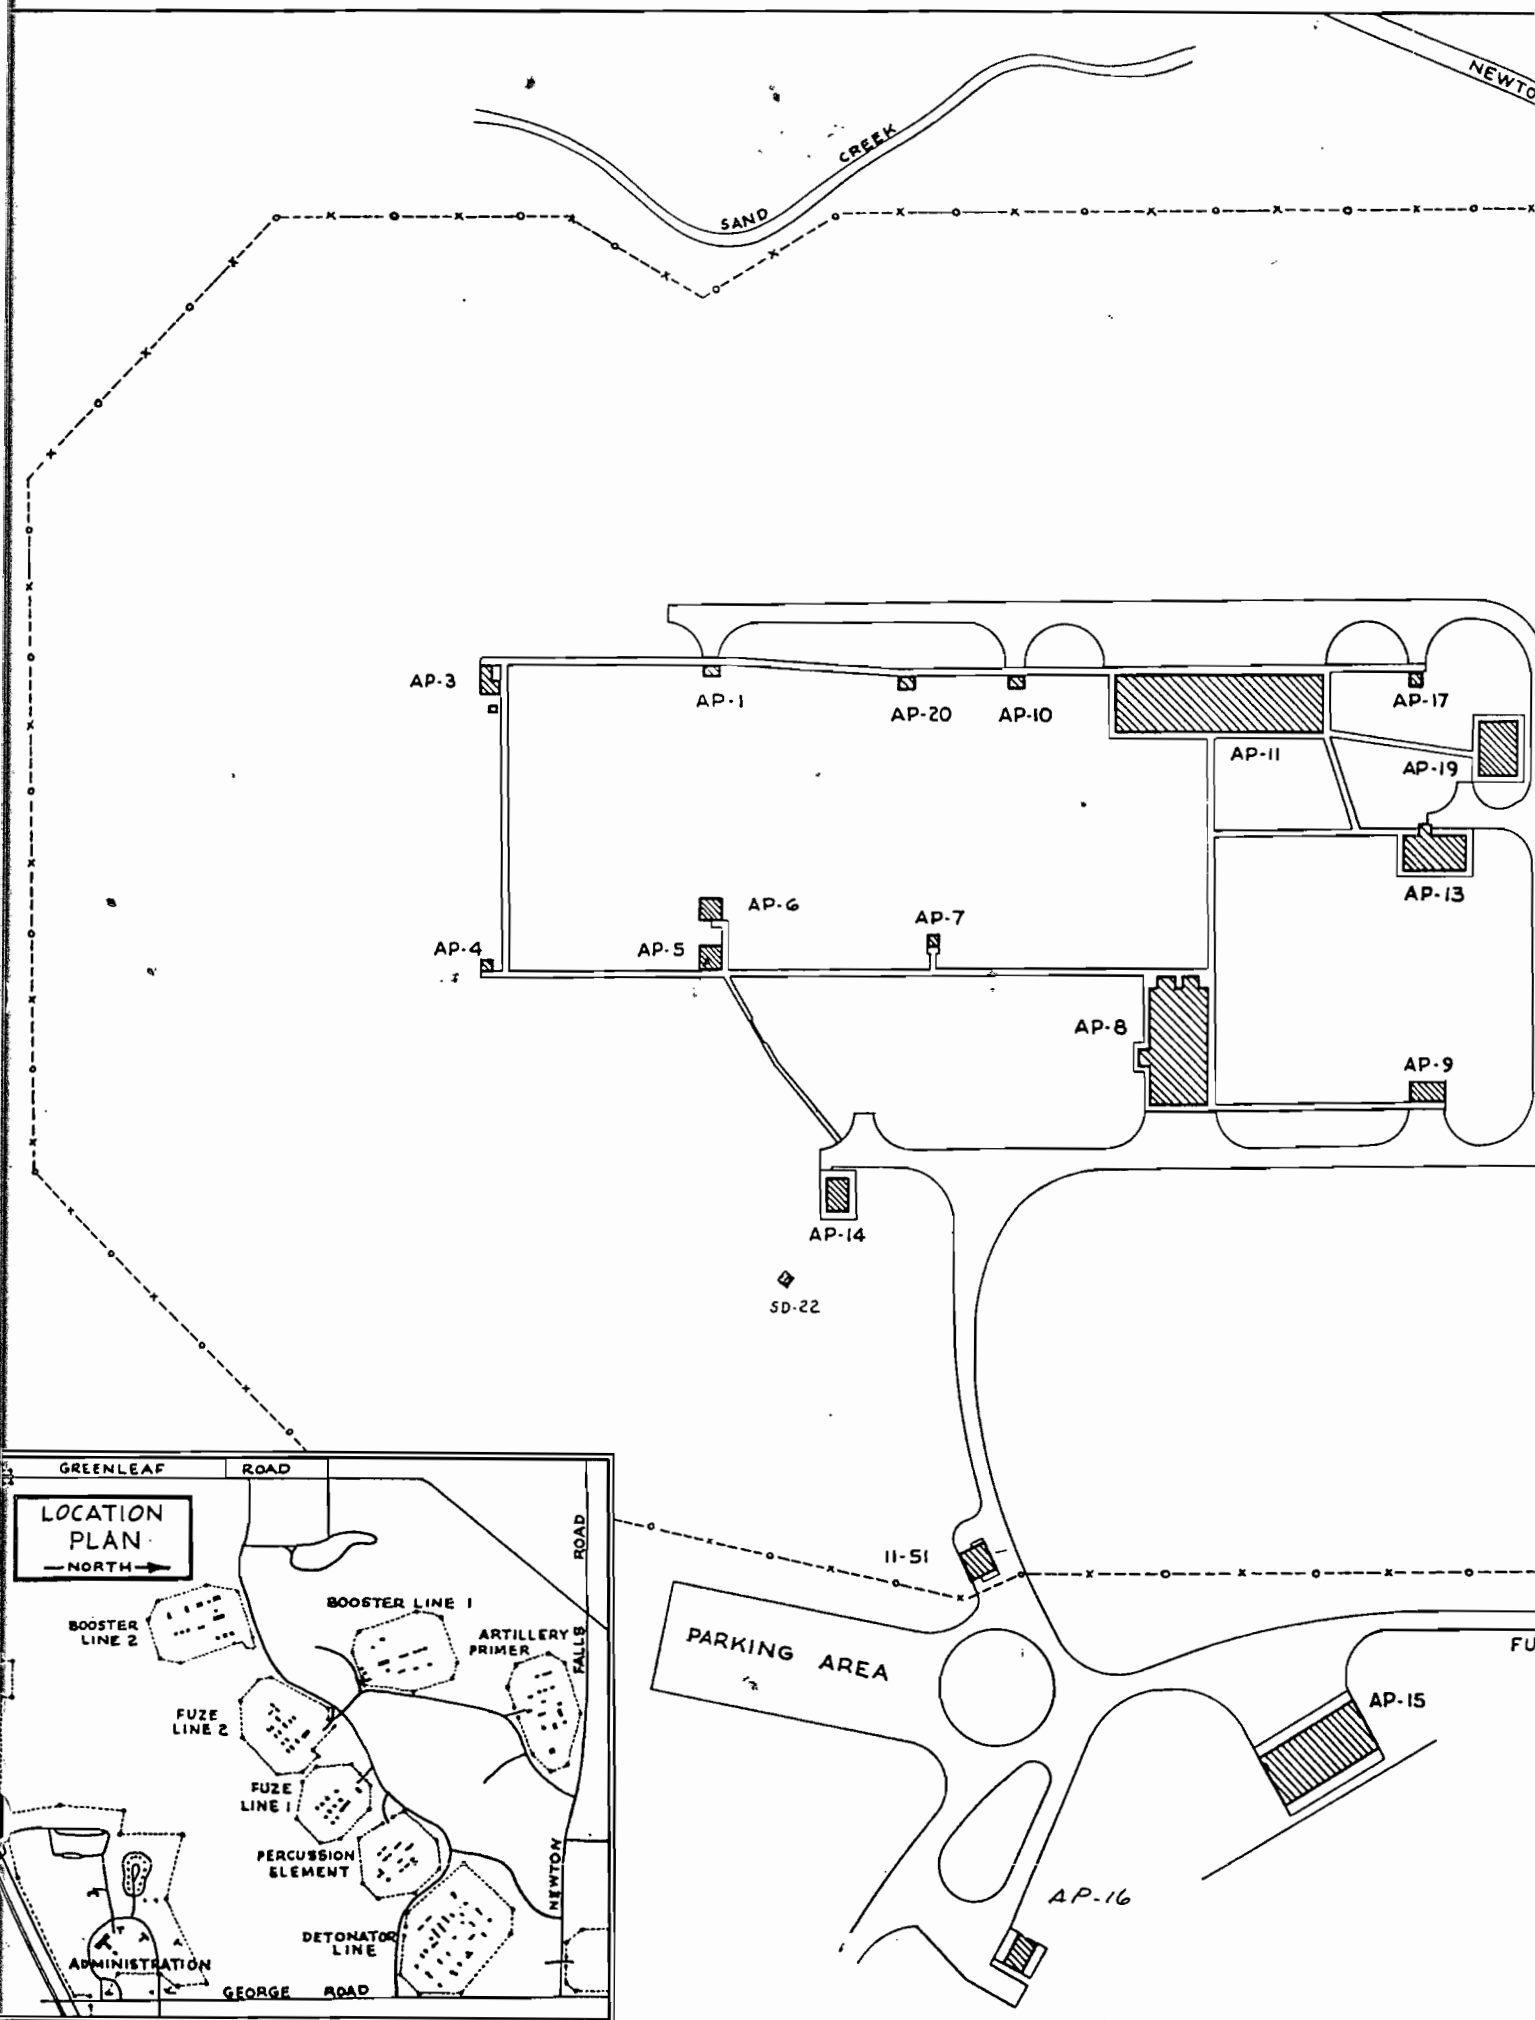 NEWTO
CREEK
SAND
AP-3
AP-1
AP-20
AP-10
AP-17
AP-11
AP-19
AP-13
AP-6
AP-7
AP-4
AP-5
AP-8
AP-9
AP-14
SD-22
11-51
PARKING AREA
FU
AP-15
AP-16
GREENLEAF ROAD
LOCATION
PLAN
NORTH
BOOSTER
LINE 2
BOOSTER LINE 1
ARTILLERY
PRIMER
FUZE
LINE 2
FUZE
LINE 1
PERCUSSION
ELEMENT
DETONATOR
LINE
ADMINISTRATION
GEORGE ROAD
NEWTON FALLS ROAD